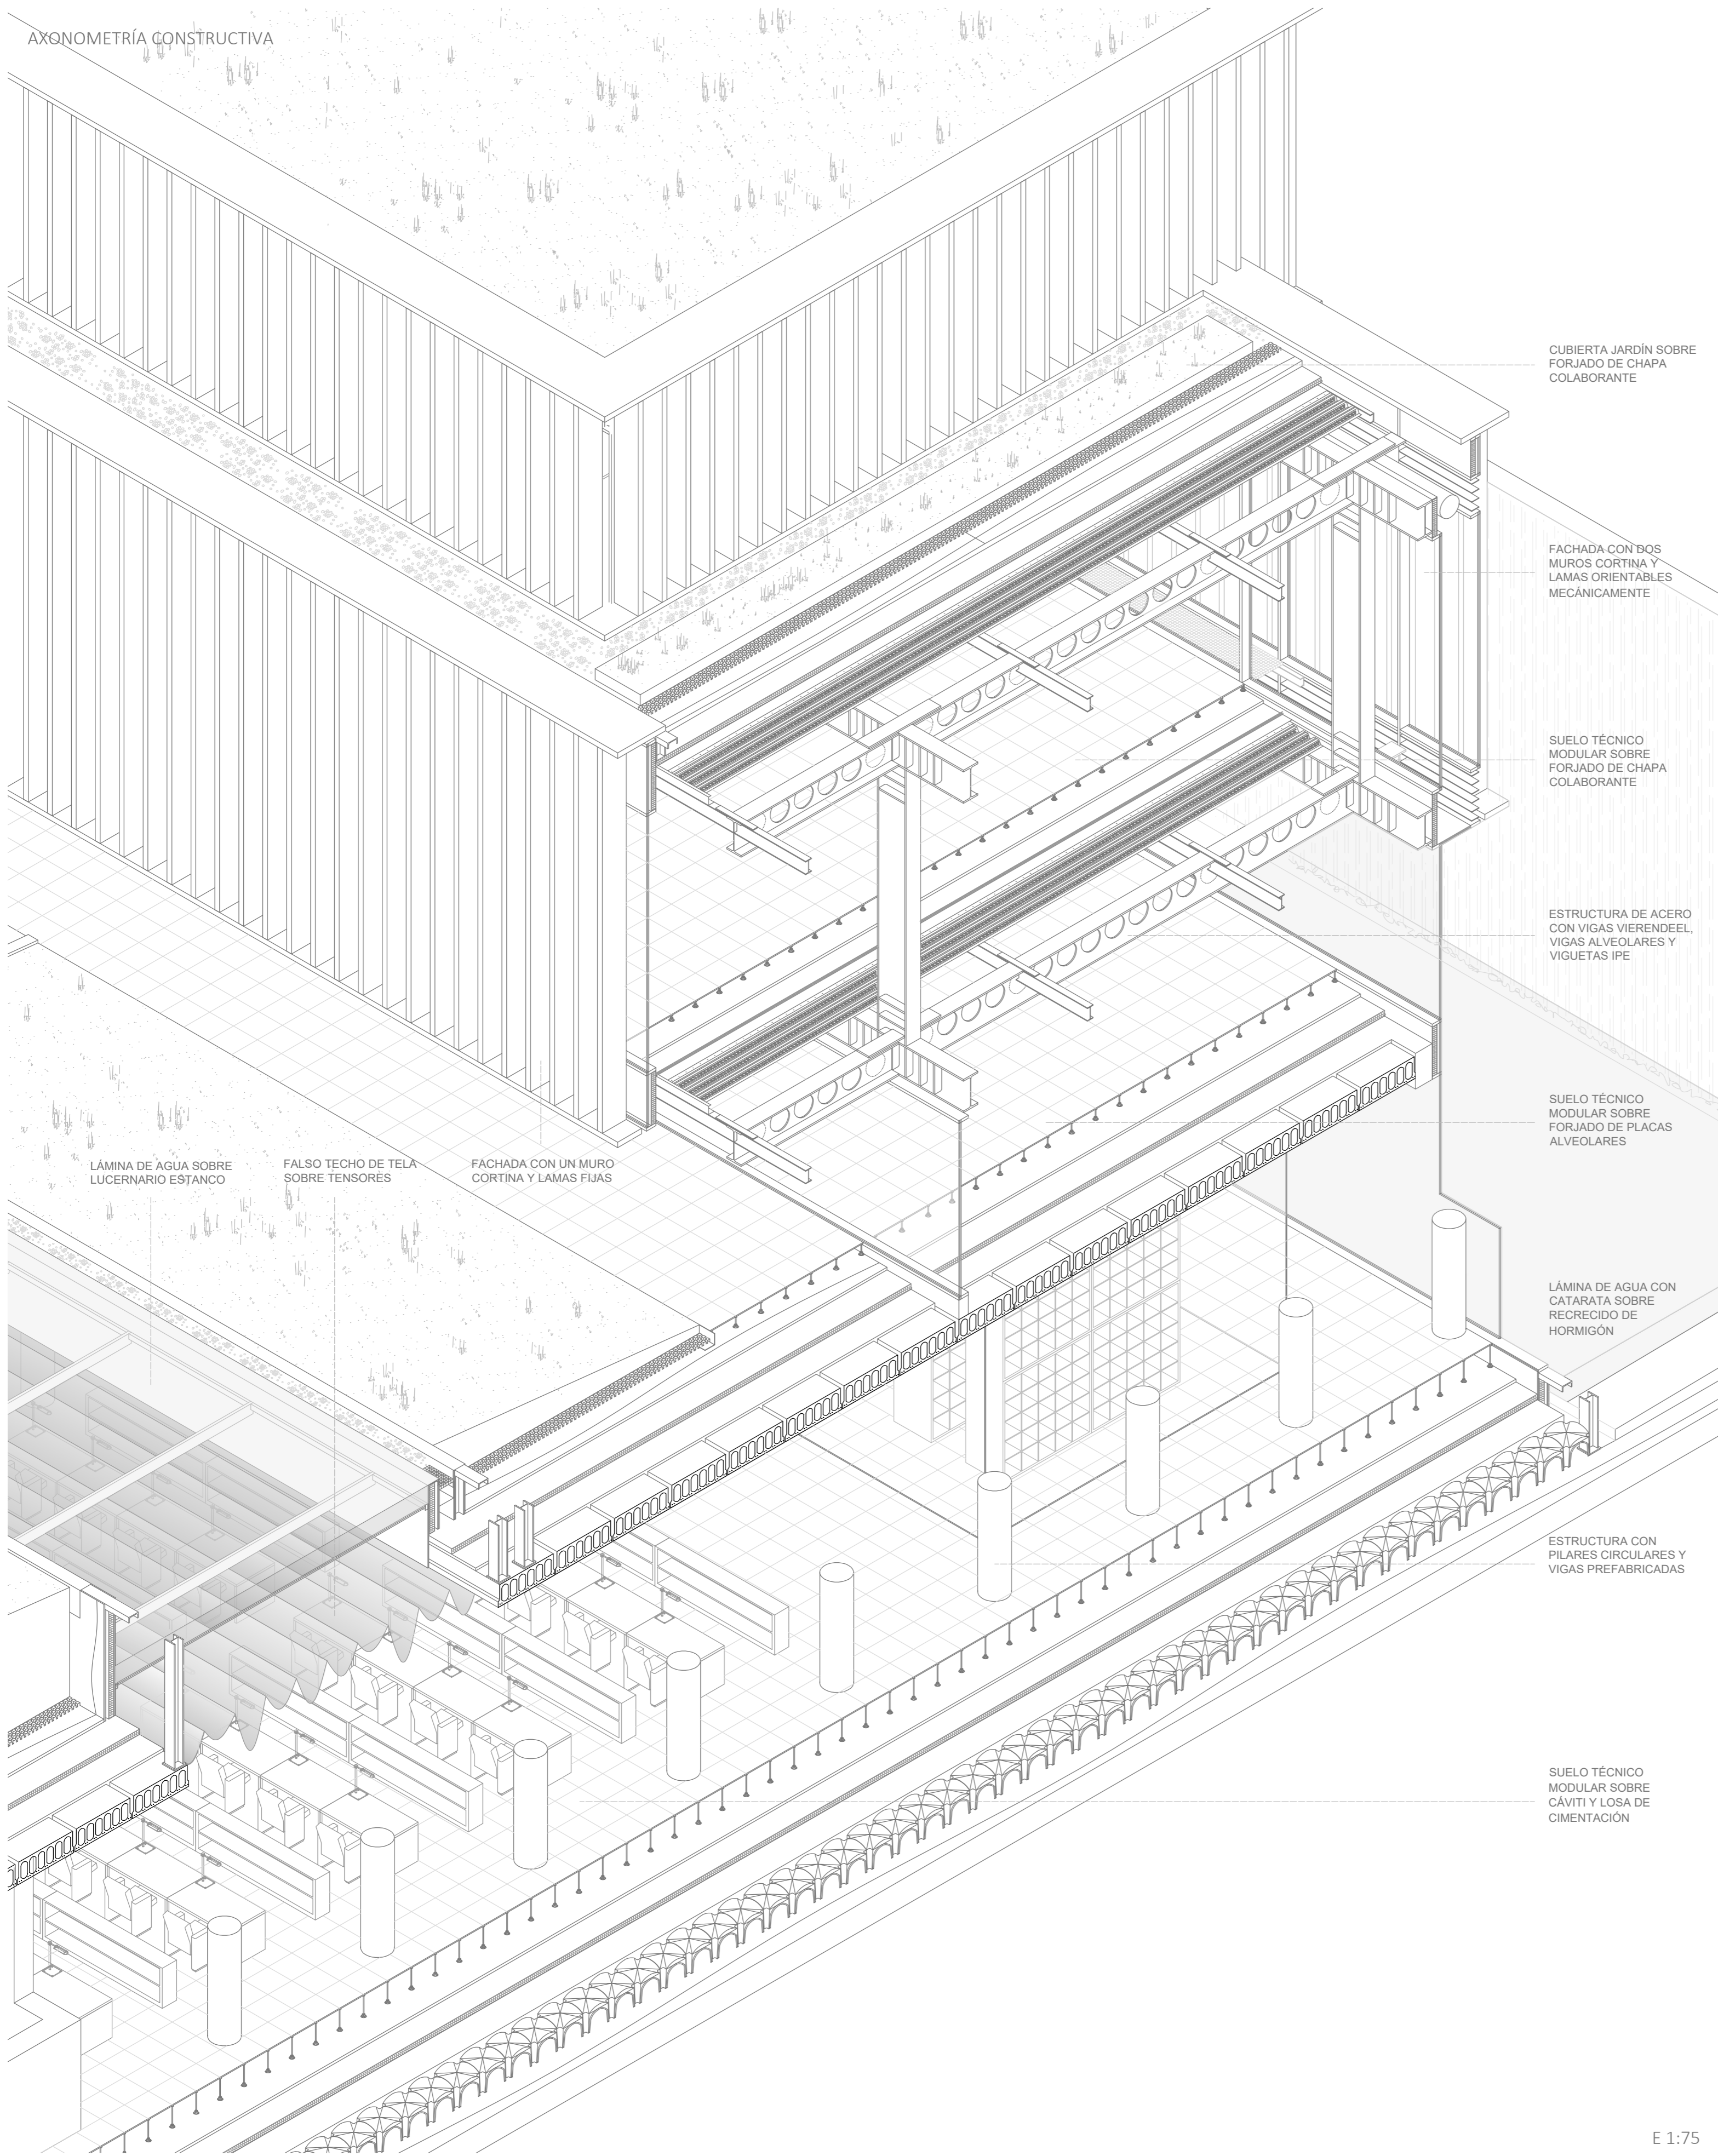 AXONOMETRÍA CONSTRUCTIVA
CUBIERTA JARDÍN SOBRE
FORJADO DE CHAPA
COLABORANTE
FACHADA CON DOS
MUROS CORTINA Y
LAMAS ORIENTABLES
MECÁNICAMENTE
SUELO TÉCNICO
MODULAR SOBRE
FORJADO DE CHAPA
COLABORANTE
ESTRUCTURA DE ACERO
CON VIGAS VIERENDEEL,
VIGAS ALVEOLARES Y
VIGUETAS IPE
SUELO TÉCNICO
MODULAR SOBRE
FORJADO DE PLACAS
ALVEOLARES
LÁMINA DE AGUA SOBRE
LUCERNARIO ESTANCO
FALSO TECHO DE TELA
SOBRE TENSORES
FACHADA CON UN MURO
CORTINA Y LAMAS FIJAS
LÁMINA DE AGUA CON
CATARATA SOBRE
RECRECIDO DE
HORMIGÓN
ESTRUCTURA CON
PILARES CIRCULARES Y
VIGAS PREFABRICADAS
SUELO TÉCNICO
MODULAR SOBRE
CÁVITI Y LOSA DE
CIMENTACIÓN
E 1:75